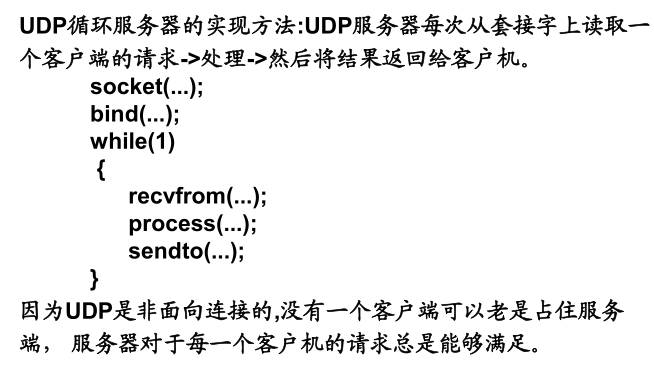 UDP循环服务器的实现方法:UDP服务器每次从套接字上读取一
个客户端的请求->处理->然后将结果返回给客户机。
socket(...);
bind(...);
while(1)
{
recvfrom(...);
process(...);
sendto(...);
}
因为UDP是非面向连接的,没有一个客户端可以老是占住服务
端， 服务器对于每一个客户机的请求总是能够满足。